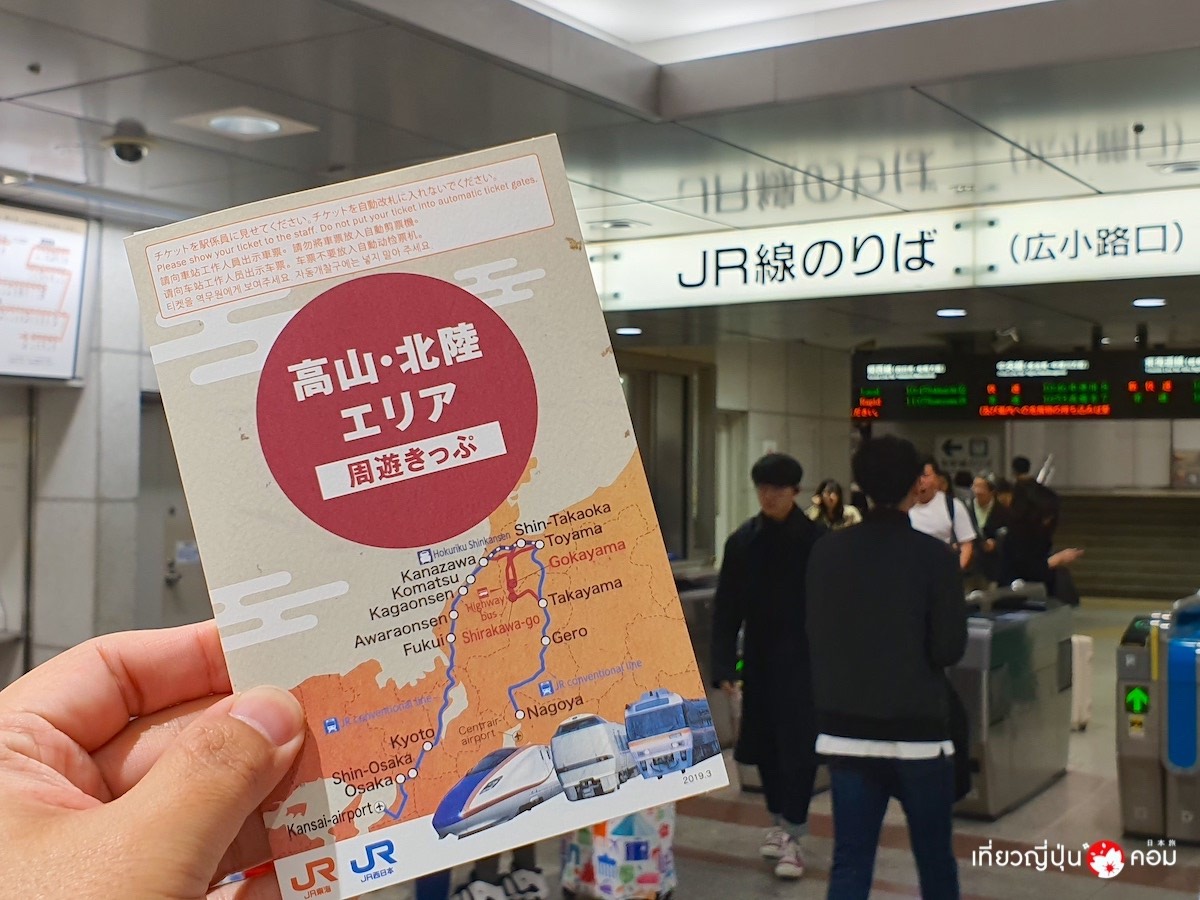 チケットを駅係員に見せてください。チケットを自動改札に入れないでください。
Please show your ticket to the staff. Do not put your ticket into automatic ticket gates.
請向車站工作人員出示車票。請勿將車票放入自動剪票機。
请向车站工作人员出示车票。车票不要放入自动检票机。
티켓을 역무원에게 보여주세요. 자동개찰구에는 넣지 말아 주세요.
高山・北陸
エリア
周遊きっぷ
Shin-Takaoka
Hokuriku Shinkansen
Toyama
Kanazawa
Gokayama
Komatsu
Kagaonsen
Highway
bus
Takayama
Awaraonsen
Shirakawa-go
Fukui
Gero
JR conventional line
JR conventional line
Nagoya
Centrair-
airport
Kyoto
Shin-Osaka
Osaka
Kansai-airport
2019.3
JR
JR東海
JR
JR西日本
JR線のりば
(広小路口)
เที่ยวญี่ปุ่น คอม
日本旅